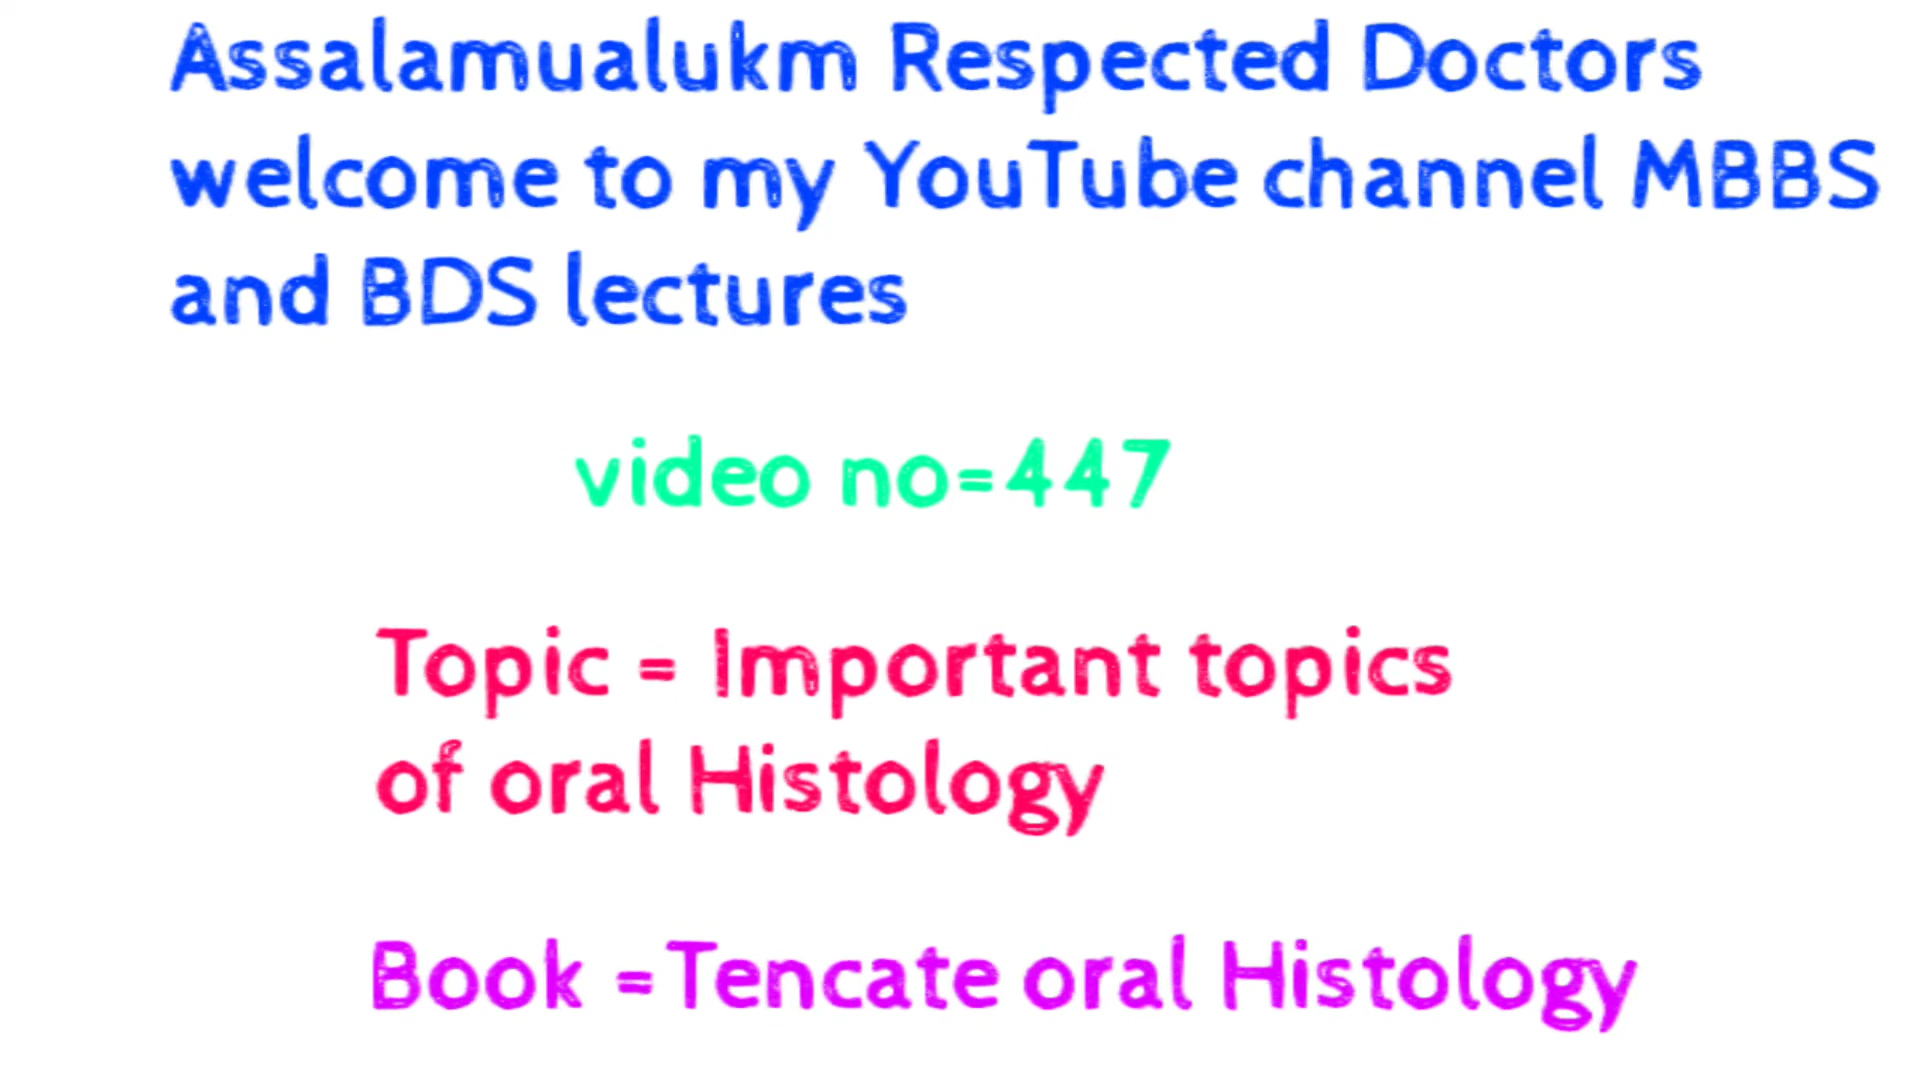 Assalamualukm Respected Doctors
welcome to my YouTube channel MBBS
and BDS lectures
video no=447
Topic = Important topics
of oral Histology
Book =Tencate oral Histology